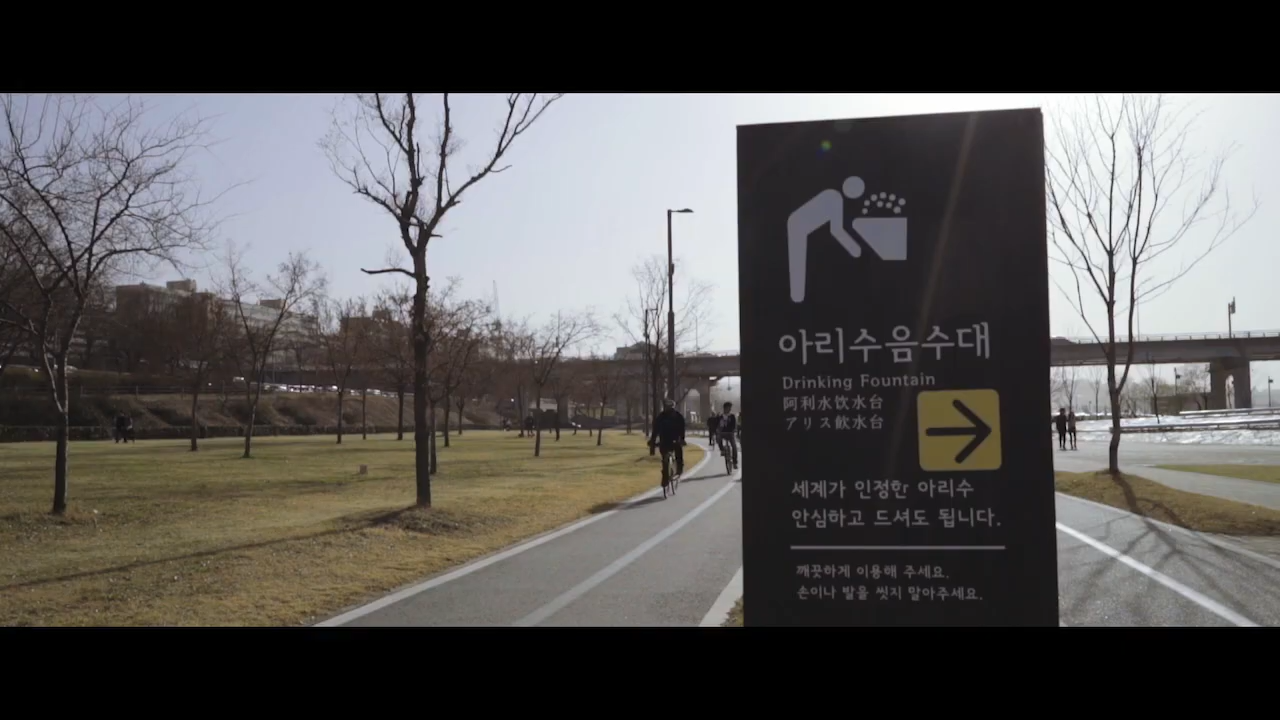 아리수음수대
Drinking Fountain
阿利水饮水台
アリス飲水台
세계가 인정한 아리수
안심하고 드셔도 됩니다.
깨끗하게 이용해 주세요.
손이나 발을 씻지 말아주세요.